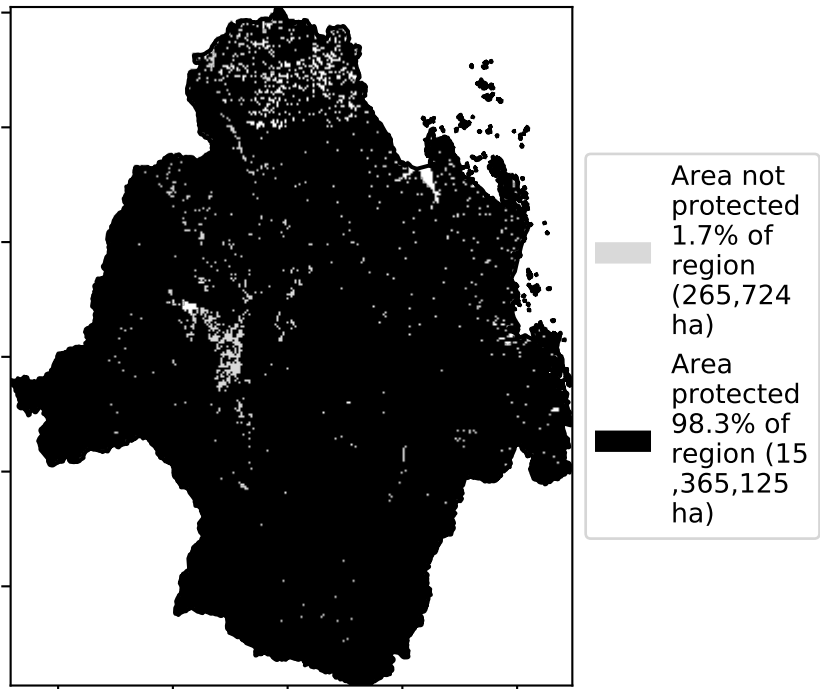 Area not
protected
1.7% of
region
(265,724
ha)
Area
protected
98.3% of
region (15
,365,125
ha)